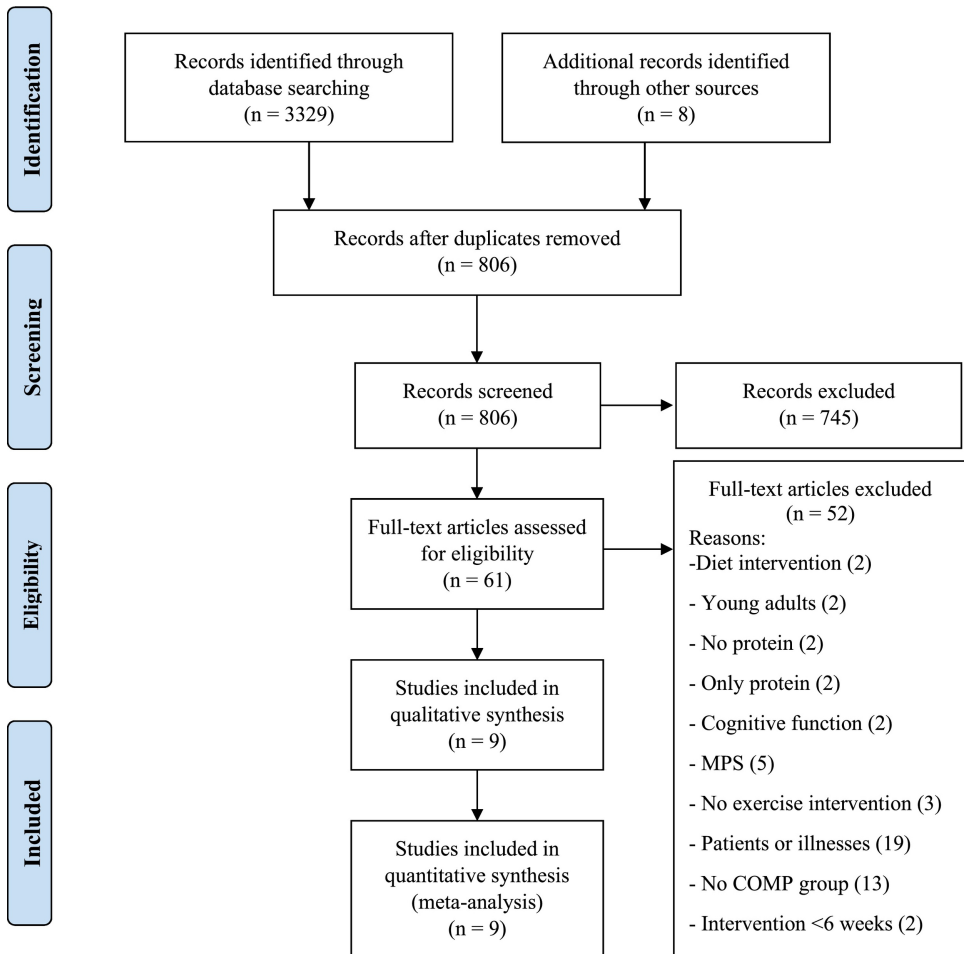 Identification
Records identified through
database searching
(n = 3329)
Additional records identified
through other sources
(n = 8)
Records after duplicates removed
(n = 806)
Screening
Records screened
(n = 806)
Records excluded
(n = 745)
Eligibility
Full-text articles assessed
for eligibility
(n = 61)
Full-text articles excluded
(n = 52)
Reasons:
-Diet intervention (2)
- Young adults (2)
- No protein (2)
- Only protein (2)
- Cognitive function (2)
- MPS (5)
- No exercise intervention (3)
- Patients or illnesses (19)
- No COMP group (13)
- Intervention <6 weeks (2)
Studies included in
qualitative synthesis
(n = 9)
Included
Studies included in
quantitative synthesis
(meta-analysis)
(n = 9)